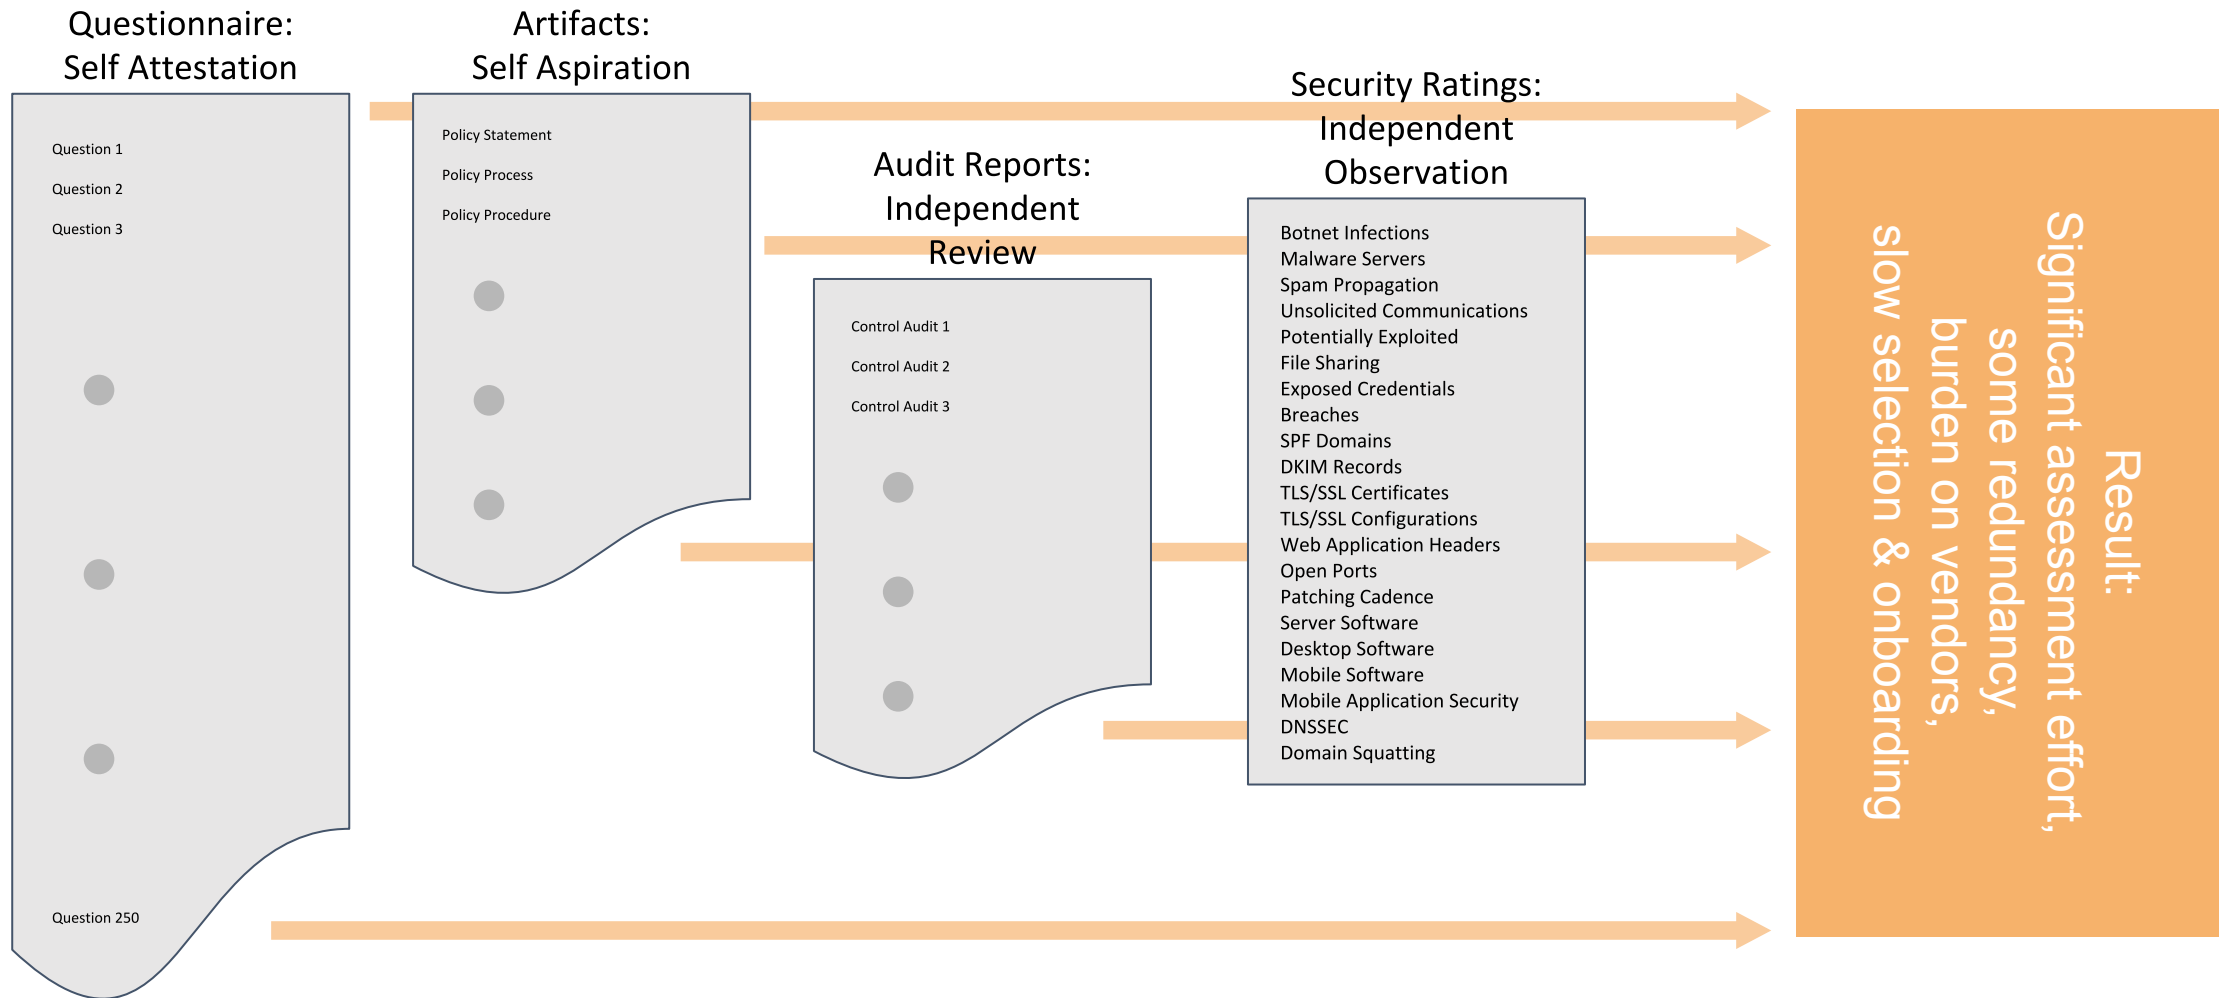 Questionnaire:
Self Attestation
Question 1
Question 2
Question 3
Question 250
Artifacts:
Self Aspiration
Policy Statement
Policy Process
Policy Procedure
Audit Reports:
Independent
Review
Control Audit 1
Control Audit 2
Control Audit 3
Security Ratings:
Independent
Observation
Botnet Infections
Malware Servers
Spam Propagation
Unsolicited Communications
Potentially Exploited
File Sharing
Exposed Credentials
Breaches
SPF Domains
DKIM Records
TLS/SSL Certificates
TLS/SSL Configurations
Web Application Headers
Open Ports
Patching Cadence
Server Software
Desktop Software
Mobile Software
Mobile Application Security
DNSSEC
Domain Squatting
Result:
Significant assessment effort,
some redundancy,
burden on vendors,
slow selection & onboarding